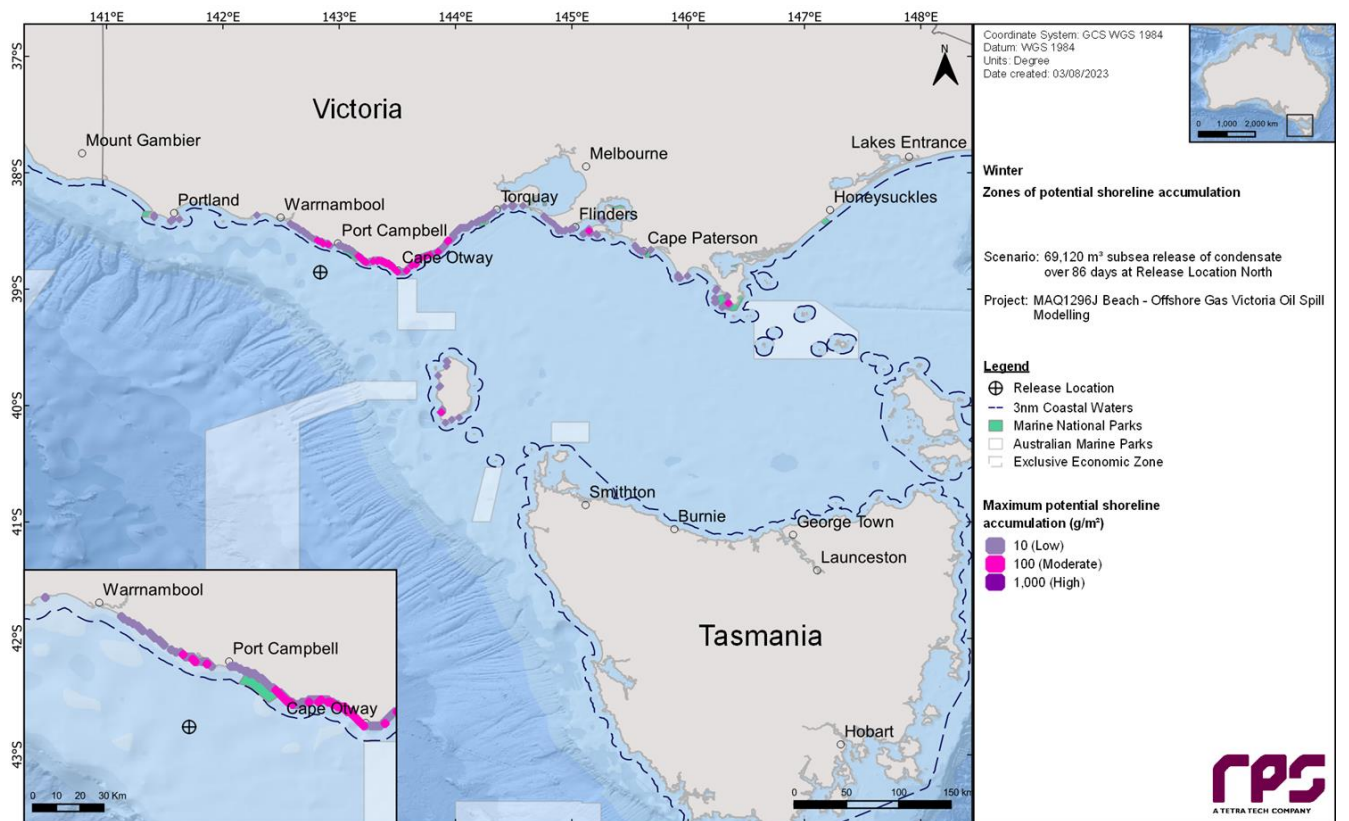 141°E 142°E 143°E 144°E 145°E 146°E 147°E 148°E
37°S
38°S
39°S
40°S
41°S
42°S
43°S
N
Victoria
Mount Gambier
Melbourne
Lakes Entrance
Portland
Torquay
Honeysuckles
Warrnambool
Flinders
Port Campbell
Cape Paterson
Cape Otway
Smithton
Burnie
George Town
Launceston
Tasmania
Hobart
0 50 100 150 km
Warrnambool
Port Campbell
Cape Otway
0 10 20 30 Km
Coordinate System: GCS WGS 1984
Datum: WGS 1984
Units: Degree
Date created: 03/08/2023
0 1,000 2,000 km
Winter
Zones of potential shoreline accumulation
Scenario: 69,120 m³ subsea release of condensate
over 86 days at Release Location North
Project: MAQ1296J Beach - Offshore Gas Victoria Oil Spill
Modelling
Legend
Release Location
3nm Coastal Waters
Marine National Parks
Australian Marine Parks
Exclusive Economic Zone
Maximum potential shoreline
accumulation (g/m²)
10 (Low)
100 (Moderate)
1,000 (High)
rps
A TETRA TECH COMPANY